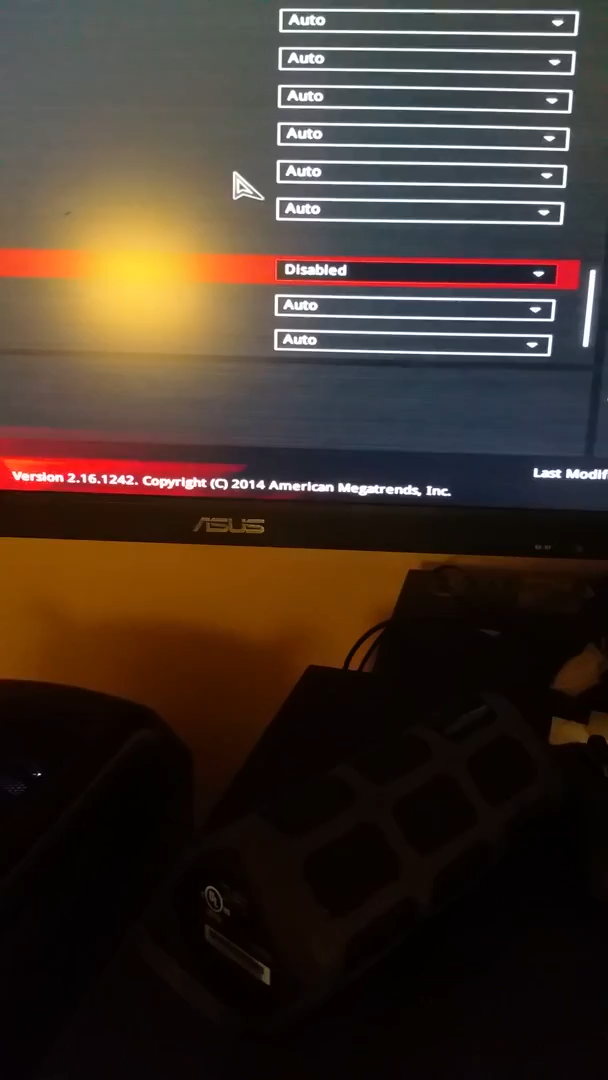 Auto
Auto
Auto
Auto
Auto
Auto
Disabled
Auto
Auto
Version 2.16.1242. Copyright (C) 2014 American Megatrends, Inc.
Last Modif
ASUS
UL